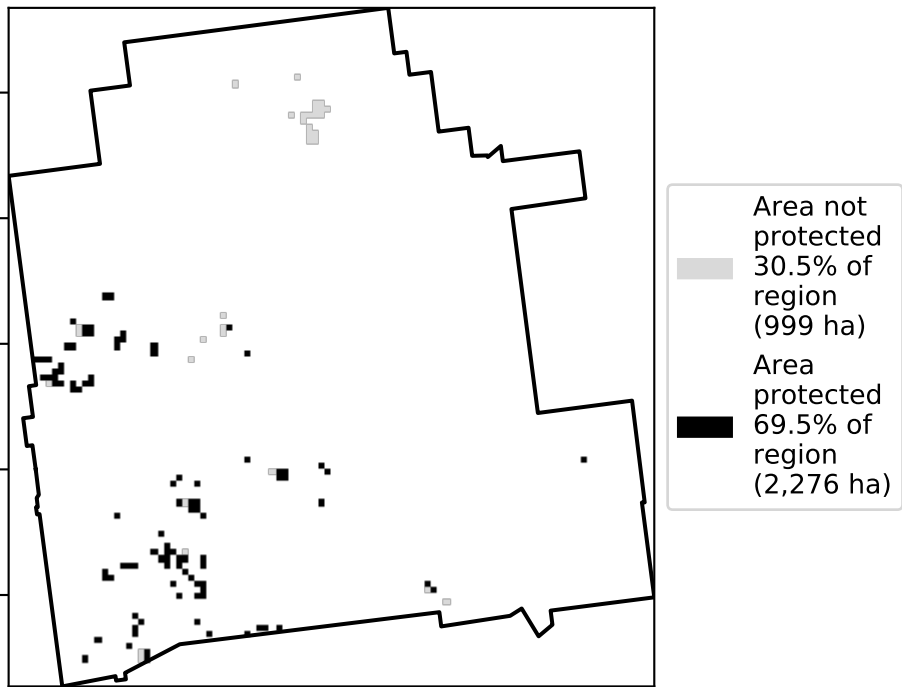 Area not
protected
30.5% of
region
(999 ha)
Area
protected
69.5% of
region
(2,276 ha)